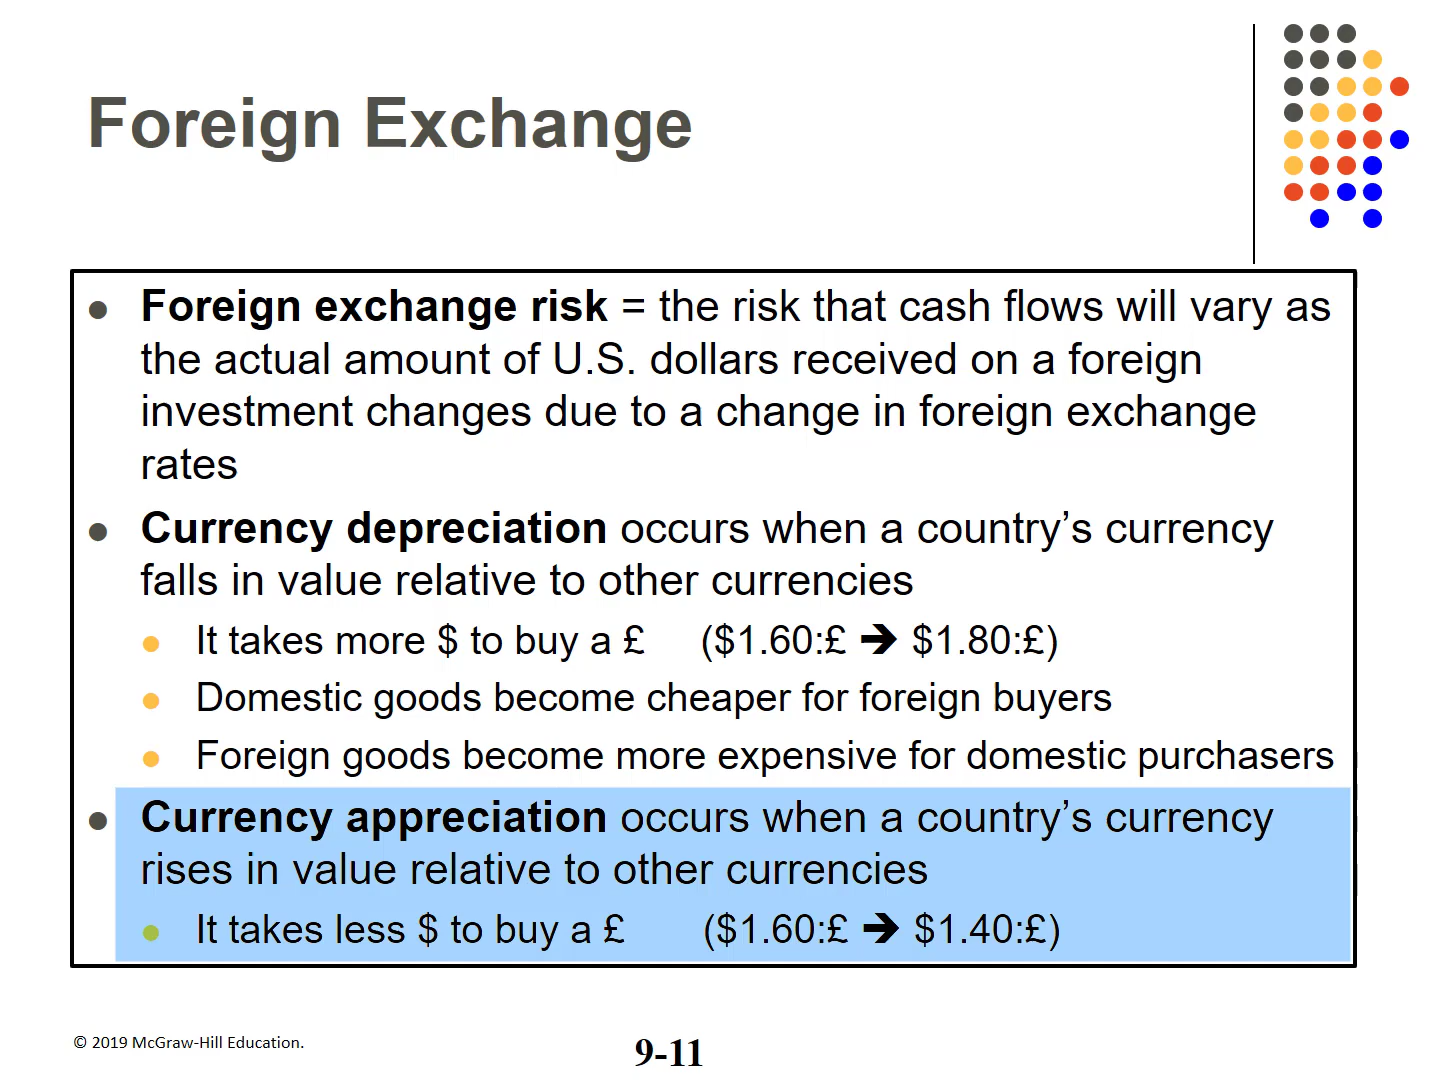 Foreign Exchange
● Foreign exchange risk = the risk that cash flows will vary as
the actual amount of U.S. dollars received on a foreign
investment changes due to a change in foreign exchange
rates
● Currency depreciation occurs when a country’s currency
falls in value relative to other currencies
● It takes more $ to buy a £ ($1.60:£ ➔ $1.80:£)
● Domestic goods become cheaper for foreign buyers
● Foreign goods become more expensive for domestic purchasers
● Currency appreciation occurs when a country’s currency
rises in value relative to other currencies
● It takes less $ to buy a £ ($1.60:£ ➔ $1.40:£)
© 2019 McGraw-Hill Education.
9-11